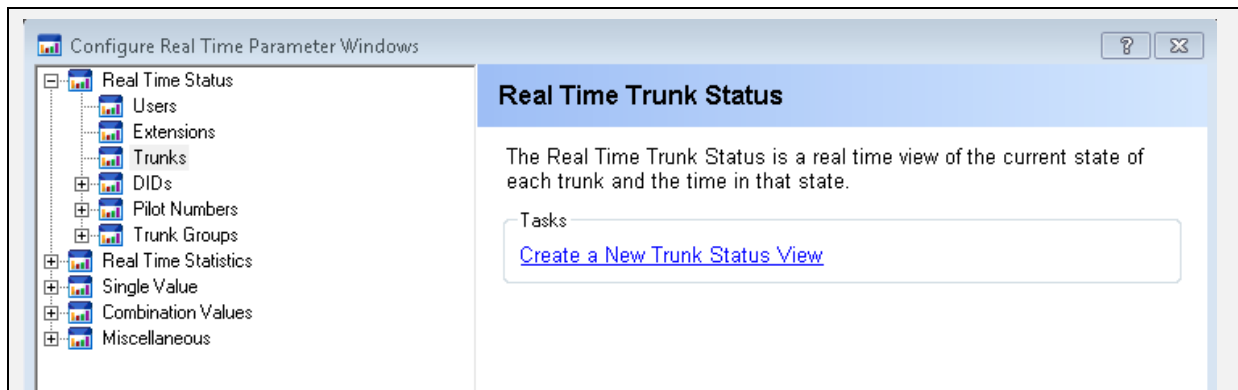 Configure Real Time Parameter Windows
Real Time Status
Users
Extensions
Trunks
DIDs
Pilot Numbers
Trunk Groups
Real Time Statistics
Single Value
Combination Values
Miscellaneous
Real Time Trunk Status
The Real Time Trunk Status is a real time view of the current state of
each trunk and the time in that state.
Tasks
Create a New Trunk Status View